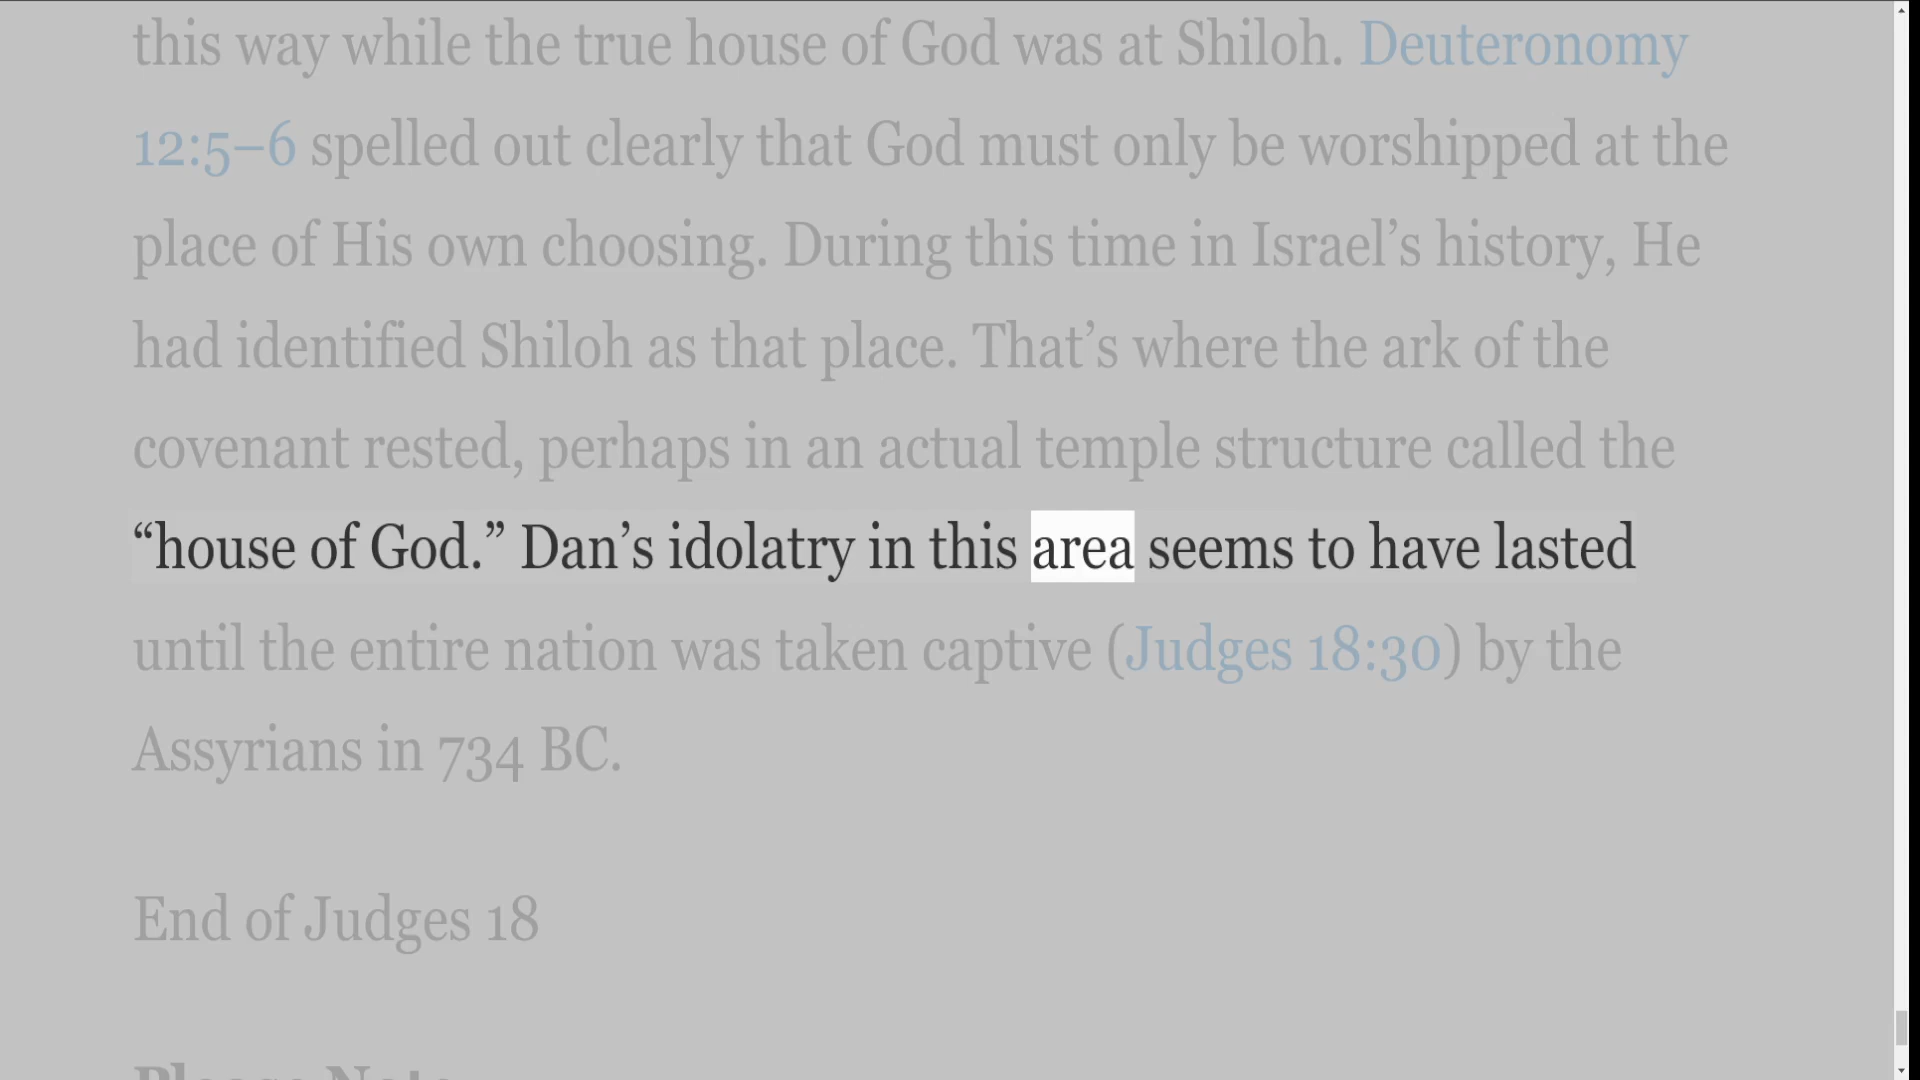 this way while the true house of God was at Shiloh. Deuteronomy
12:5–6 spelled out clearly that God must only be worshipped at the
place of His own choosing. During this time in Israel’s history, He
had identified Shiloh as that place. That’s where the ark of the
covenant rested, perhaps in an actual temple structure called the
“house of God.” Dan’s idolatry in this area seems to have lasted
until the entire nation was taken captive (Judges 18:30) by the
Assyrians in 734 BC.
End of Judges 18
Please Note